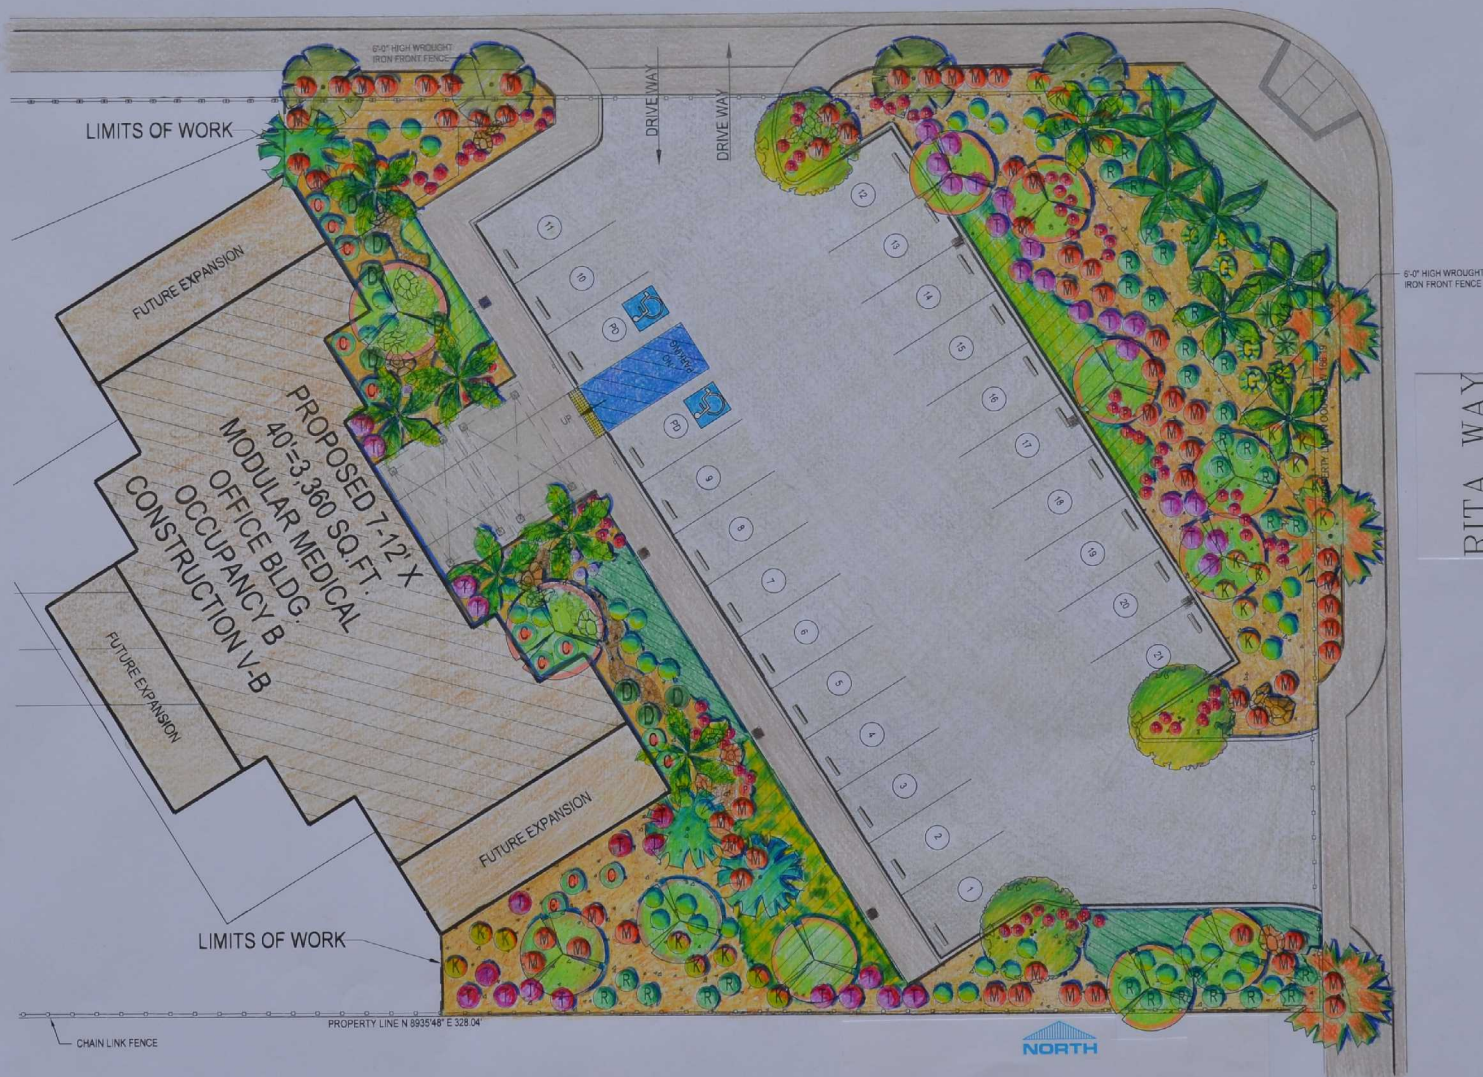 6'-0" HIGH WROUGHT
IRON FRONT FENCE
DRIVE WAY
DRIVE WAY
LIMITS OF WORK
FUTURE EXPANSION
6'-0" HIGH WROUGHT
IRON FRONT FENCE
RITA WAY
11
10
PD
NO
PARKING
PD
UP
9
8
7
6
5
4
3
2
1
12
13
14
15
16
17
18
19
20
21
PROPOSED 7-12' X
40'=3,360 SQ.FT.
MODULAR MEDICAL
OFFICE BLDG.
OCCUPANCY B
CONSTRUCTION V-B
FUTURE EXPANSION
FUTURE EXPANSION
LIMITS OF WORK
PROPERTY LINE N 8935'48" E 328.04'
CHAIN LINK FENCE
NORTH